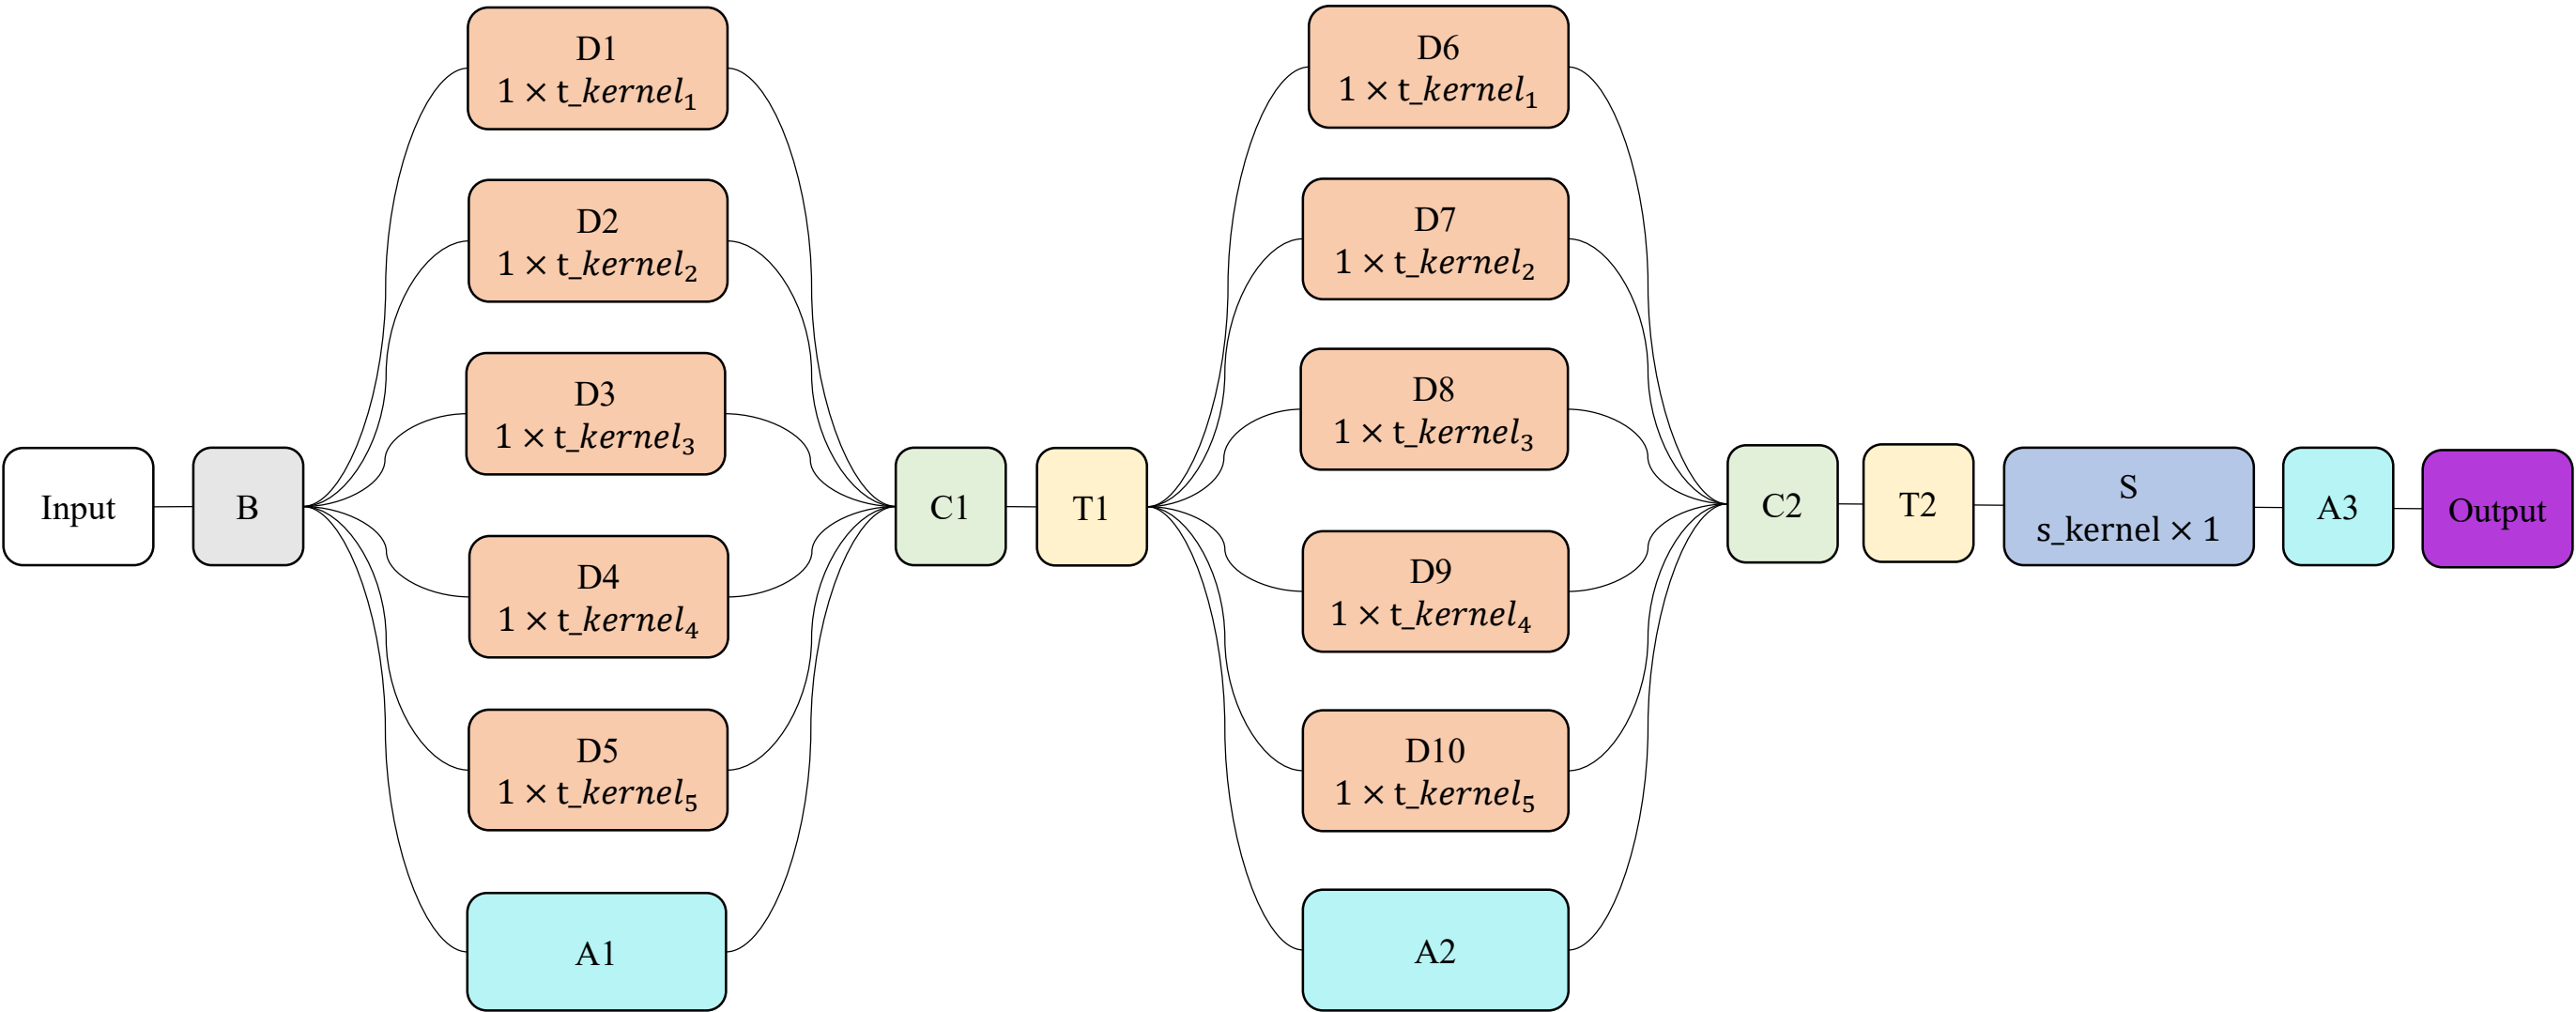 Input
B
D1
1 × t_kernel₁
D2
1 × t_kernel₂
D3
1 × t_kernel₃
D4
1 × t_kernel₄
D5
1 × t_kernel₅
A1
C1
T1
D6
1 × t_kernel₁
D7
1 × t_kernel₂
D8
1 × t_kernel₃
D9
1 × t_kernel₄
D10
1 × t_kernel₅
A2
C2
T2
S
s_kernel × 1
A3
Output